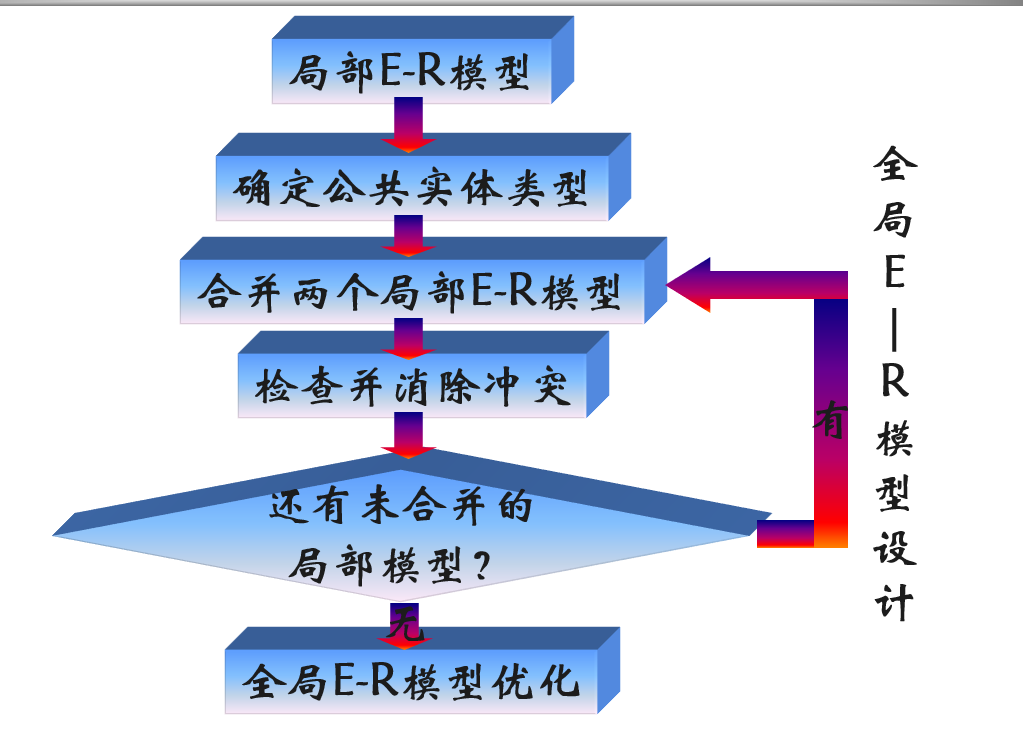 局部E-R模型
确定公共实体类型
合并两个局部E-R模型
检查并消除冲突
还有未合并的
局部模型?
有
无
全局E-R模型优化
全局E—R模型设计